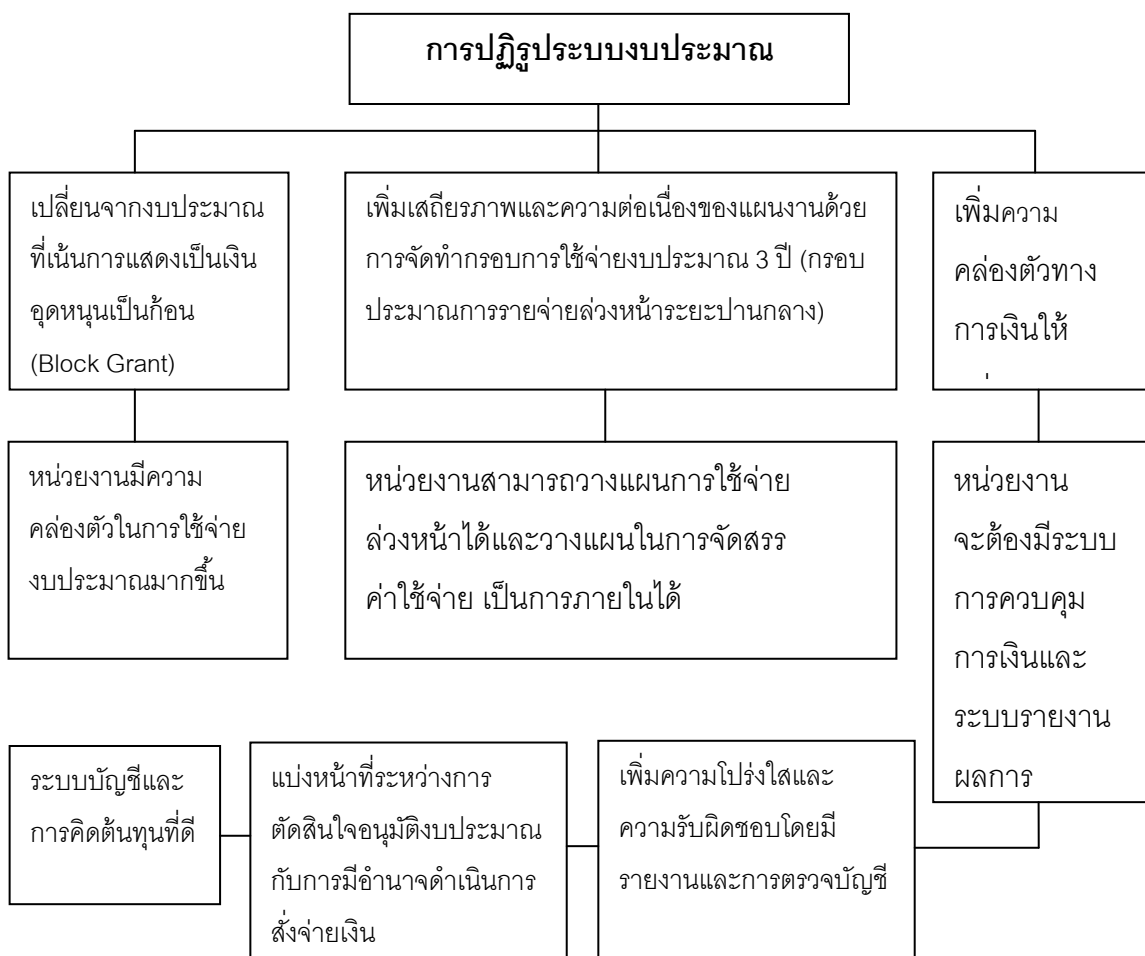 การปฏิรูประบบงบประมาณ
เปลี่ยนจากงบประมาณ
ที่เน้นการแสดงเป็นเงิน
อุดหนุนเป็นก้อน
(Block Grant)
เพิ่มเสถียรภาพและความต่อเนื่องของแผนงานด้วย
การจัดทำกรอบการใช้จ่ายงบประมาณ 3 ปี (กรอบ
ประมาณการรายจ่ายล่วงหน้าระยะปานกลาง)
เพิ่มความ
คล่องตัวทาง
การเงินให้
หน่วยงานมีความ
คล่องตัวในการใช้จ่าย
งบประมาณมากขึ้น
หน่วยงานสามารถวางแผนการใช้จ่าย
ล่วงหน้าได้และวางแผนในการจัดสรร
ค่าใช้จ่าย เป็นการภายในได้
หน่วยงาน
จะต้องมีระบบ
การควบคุม
การเงินและ
ระบบรายงาน
ผลการ
ระบบบัญชีและ
การคิดต้นทุนที่ดี
แบ่งหน้าที่ระหว่างการ
ตัดสินใจอนุมัติงบประมาณ
กับการมีอำนาจดำเนินการ
สั่งจ่ายเงิน
เพิ่มความโปร่งใสและ
ความรับผิดชอบโดยมี
รายงานและการตรวจบัญชี